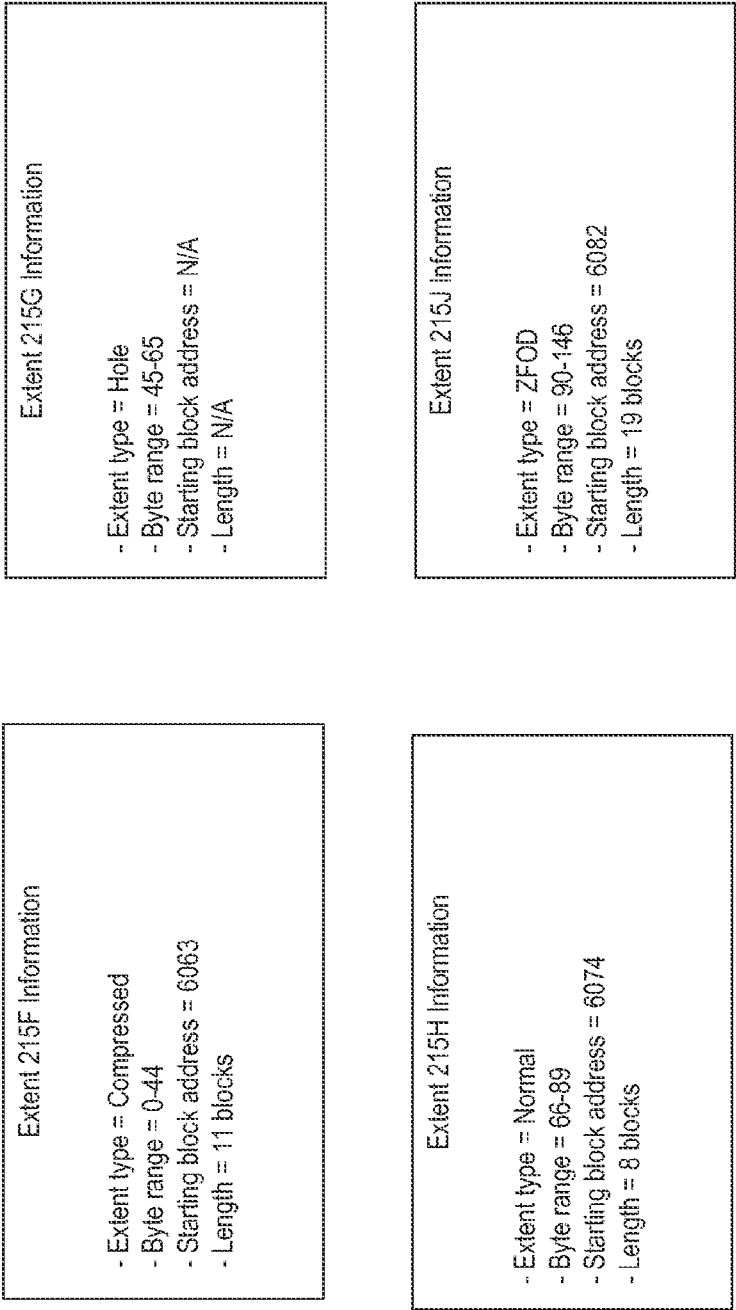 Extent 215F Information
- Extent type = Compressed
- Byte range = 0-44
- Starting block address = 6063
- Length = 11 blocks
Extent 215G Information
- Extent type = Hole
- Byte range = 45-65
- Starting block address = N/A
- Length = N/A
Extent 215H Information
- Extent type = Normal
- Byte range = 66-89
- Starting block address = 6074
- Length = 8 blocks
Extent 215J Information
- Extent type = ZFOD
- Byte range = 90-146
- Starting block address = 6082
- Length = 19 blocks